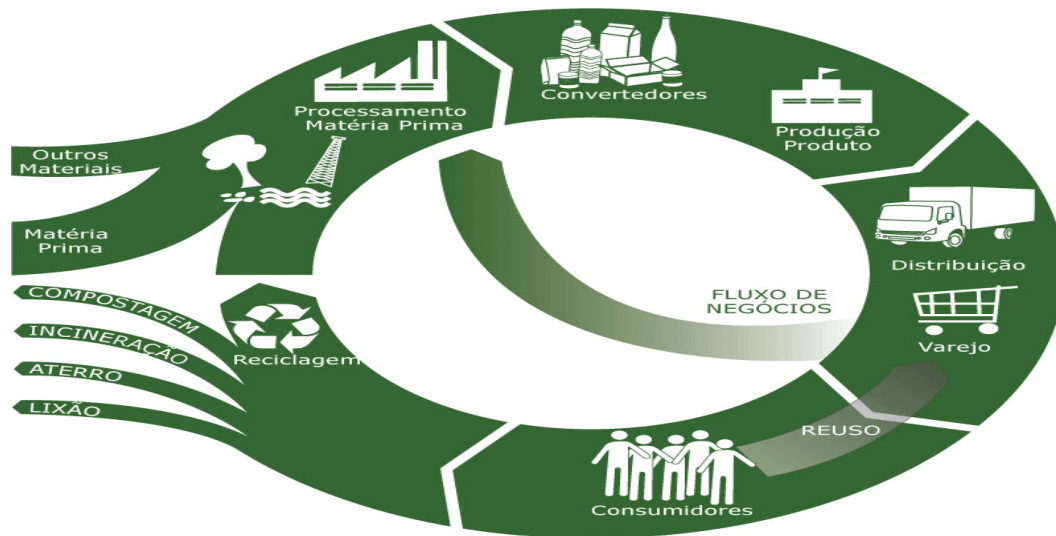 Processamento
Matéria Prima
Convertedores
Produção
Produto
Outros
Materiais
Matéria
Prima
Distribuição
FLUXO DE
NEGÓCIOS
Varejo
COMPOSTAGEM
INCINERAÇÃO
ATERRO
LIXÃO
Reciclagem
REUSO
Consumidores